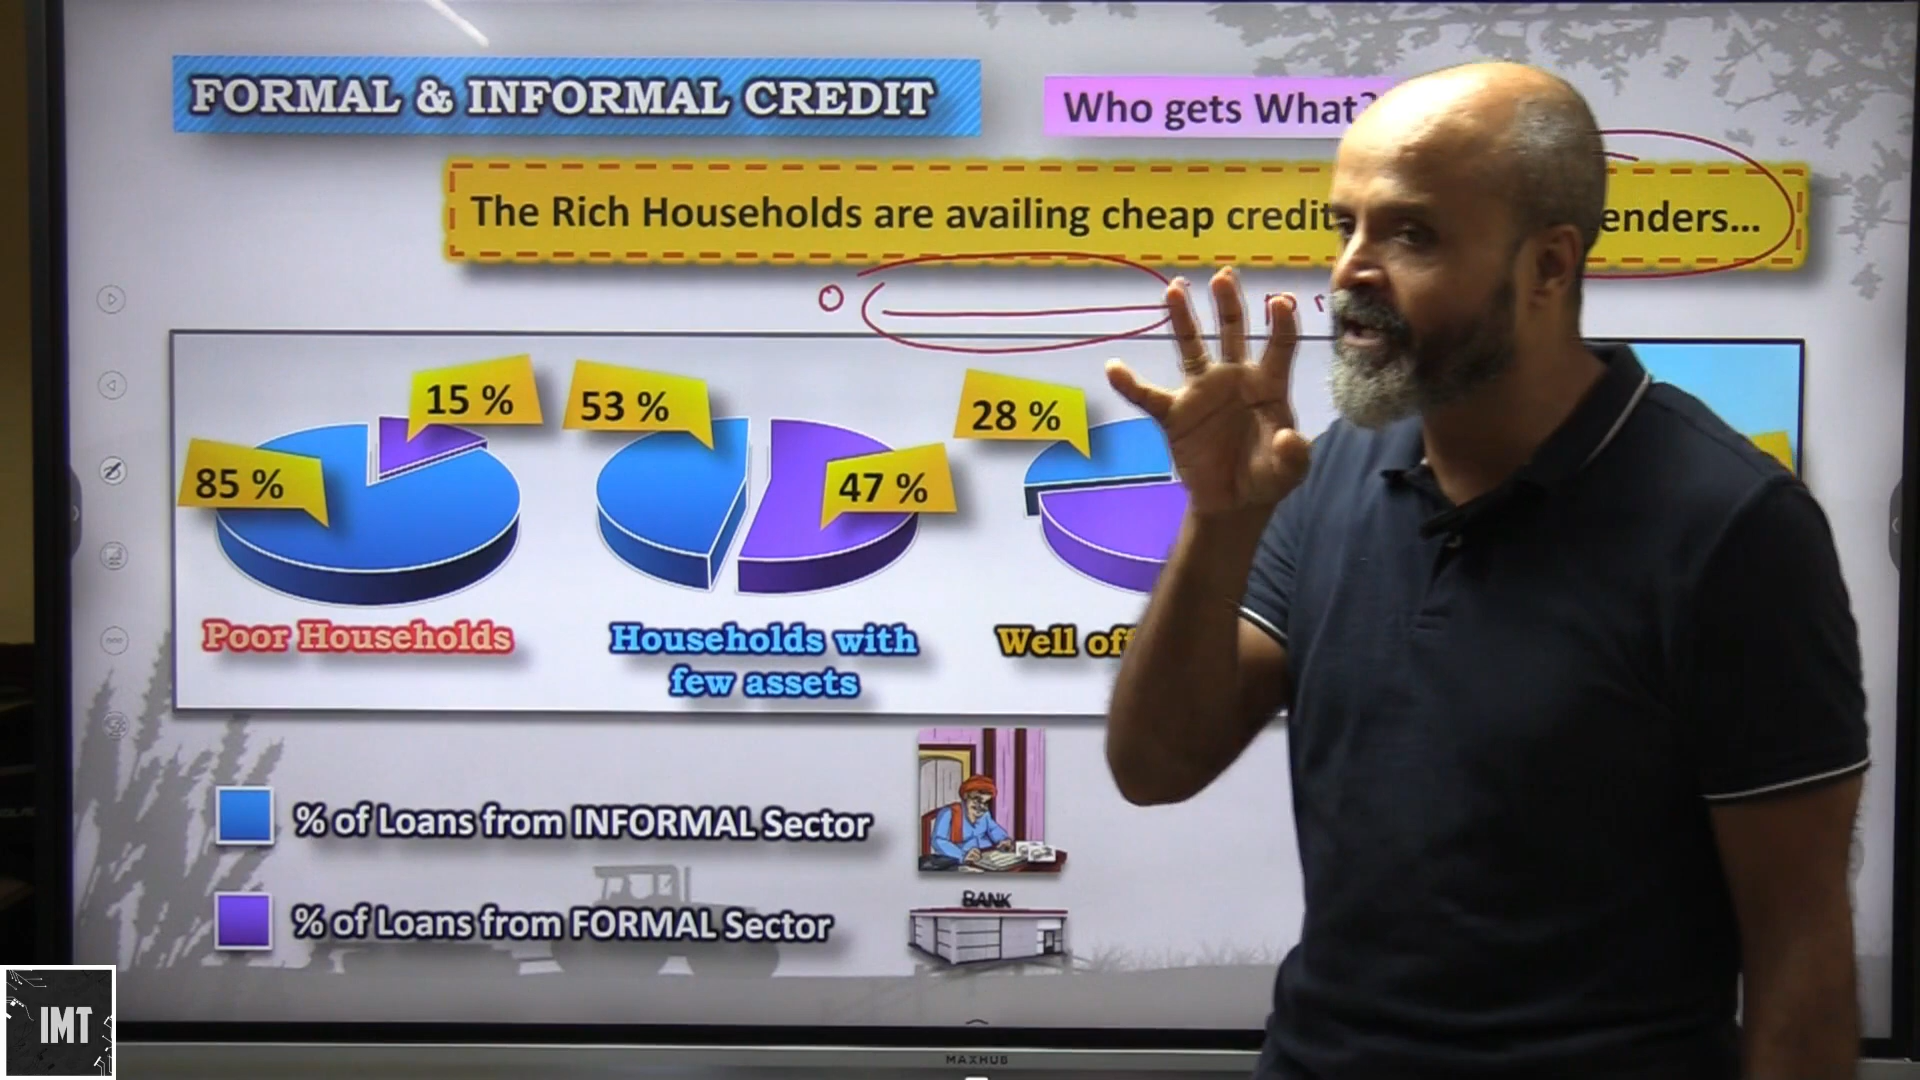 FORMAL & INFORMAL CREDIT
Who gets What?
The Rich Households are availing cheap credit enders...
15 %
53 %
28 %
85 %
47 %
Poor Households
Households with
few assets
Well off
% of Loans from INFORMAL Sector
BANK
% of Loans from FORMAL Sector
IMT
MAXHUB